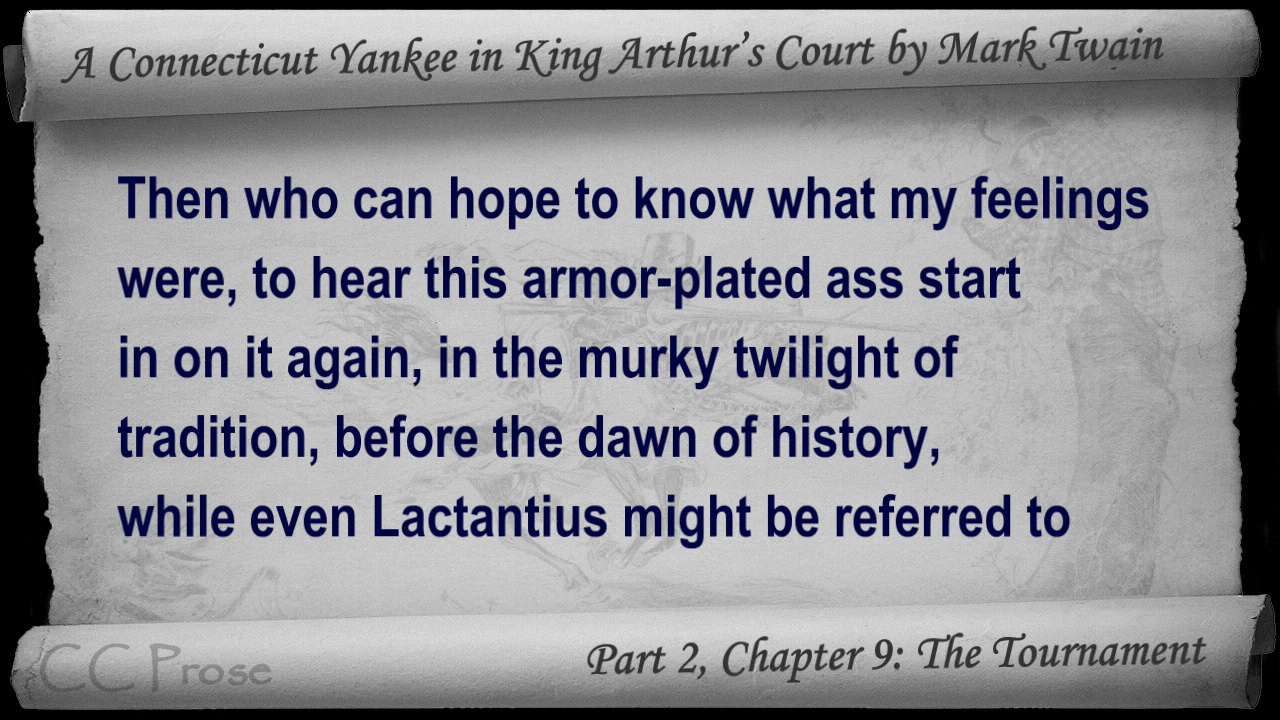 A Connecticut Yankee in King Arthur's Court by Mark Twain
Then who can hope to know what my feelings
were, to hear this armor-plated ass start
in on it again, in the murky twilight of
tradition, before the dawn of history,
while even Lactantius might be referred to
CC Prose
Part 2, Chapter 9: The Tournament